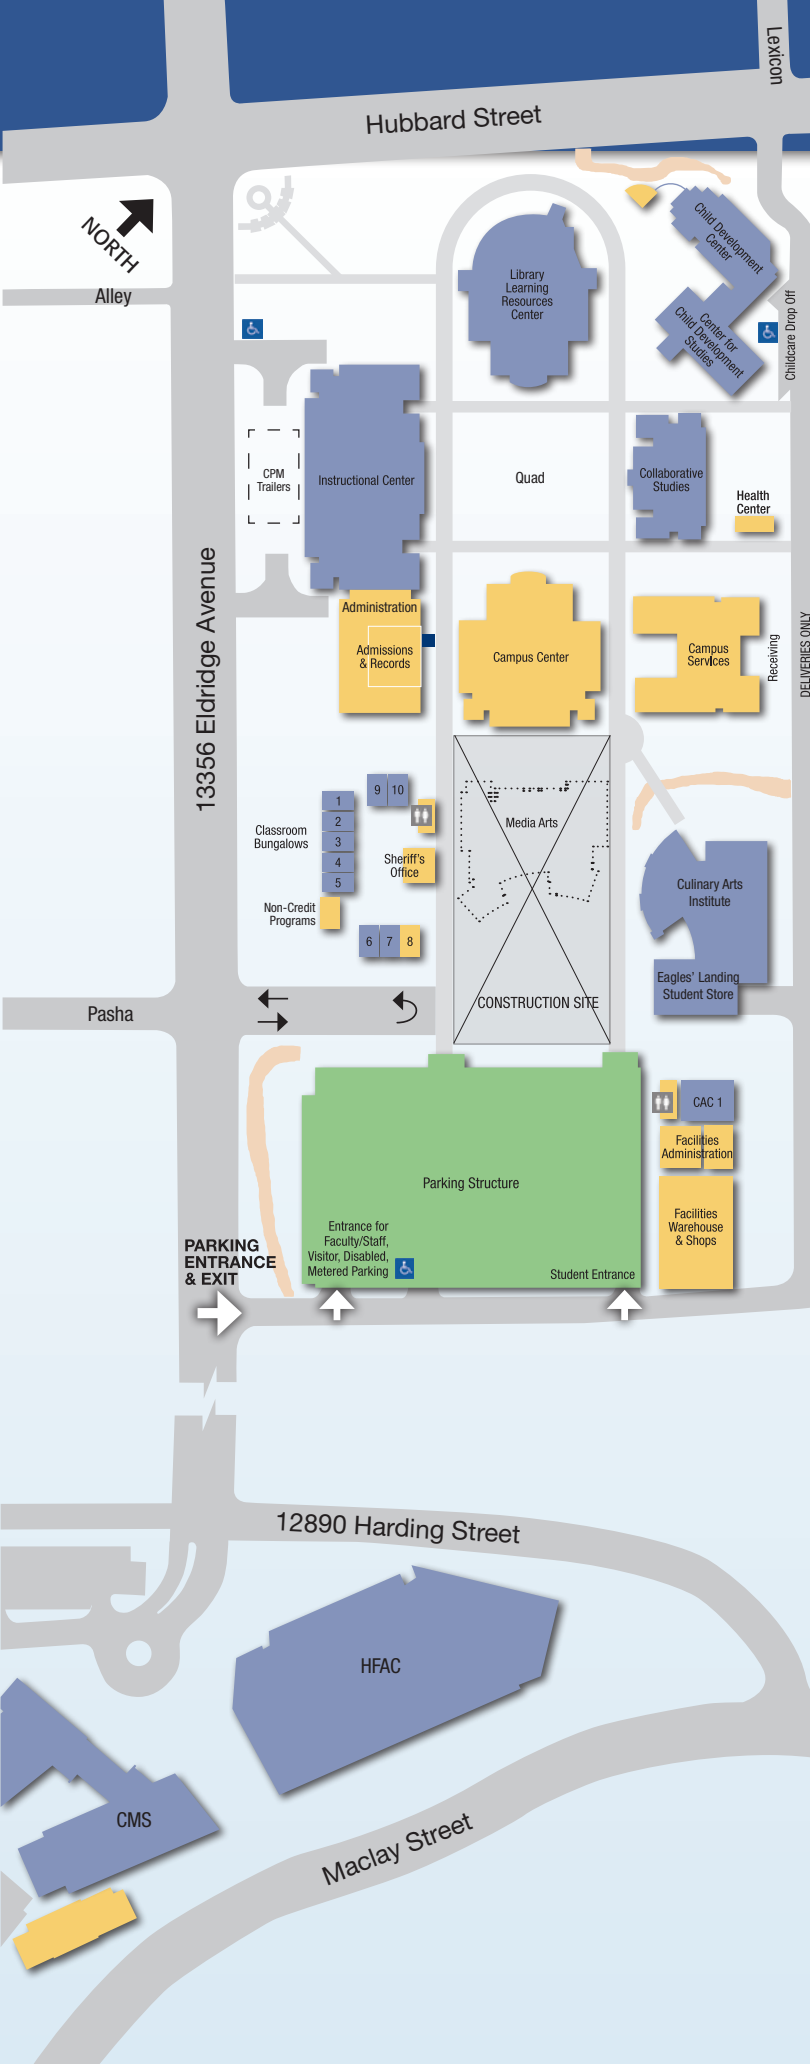 Lexicon
Hubbard Street
NORTH
Alley
Child Development
Center
Library
Learning
Resources
Center
Center for
Child Development
Studies
Childcare Drop Off
CPM
Trailers
Instructional Center
Quad
Collaborative
Studies
Health
Center
13356 Eldridge Avenue
Administration
Admissions
& Records
Campus Center
Campus
Services
Receiving
DELIVERIES ONLY
9
10
1
2
3
4
5
Classroom
Bungalows
Sheriff's
Office
Non-Credit
Programs
6
7
8
Media Arts
CONSTRUCTION SITE
Culinary Arts
Institute
Eagles' Landing
Student Store
Pasha
CAC 1
Facilities
Administration
Facilities
Warehouse
& Shops
Parking Structure
Entrance for
Faculty/Staff,
Visitor, Disabled,
Metered Parking
Student Entrance
PARKING
ENTRANCE
& EXIT
12890 Harding Street
HFAC
CMS
Maclay Street